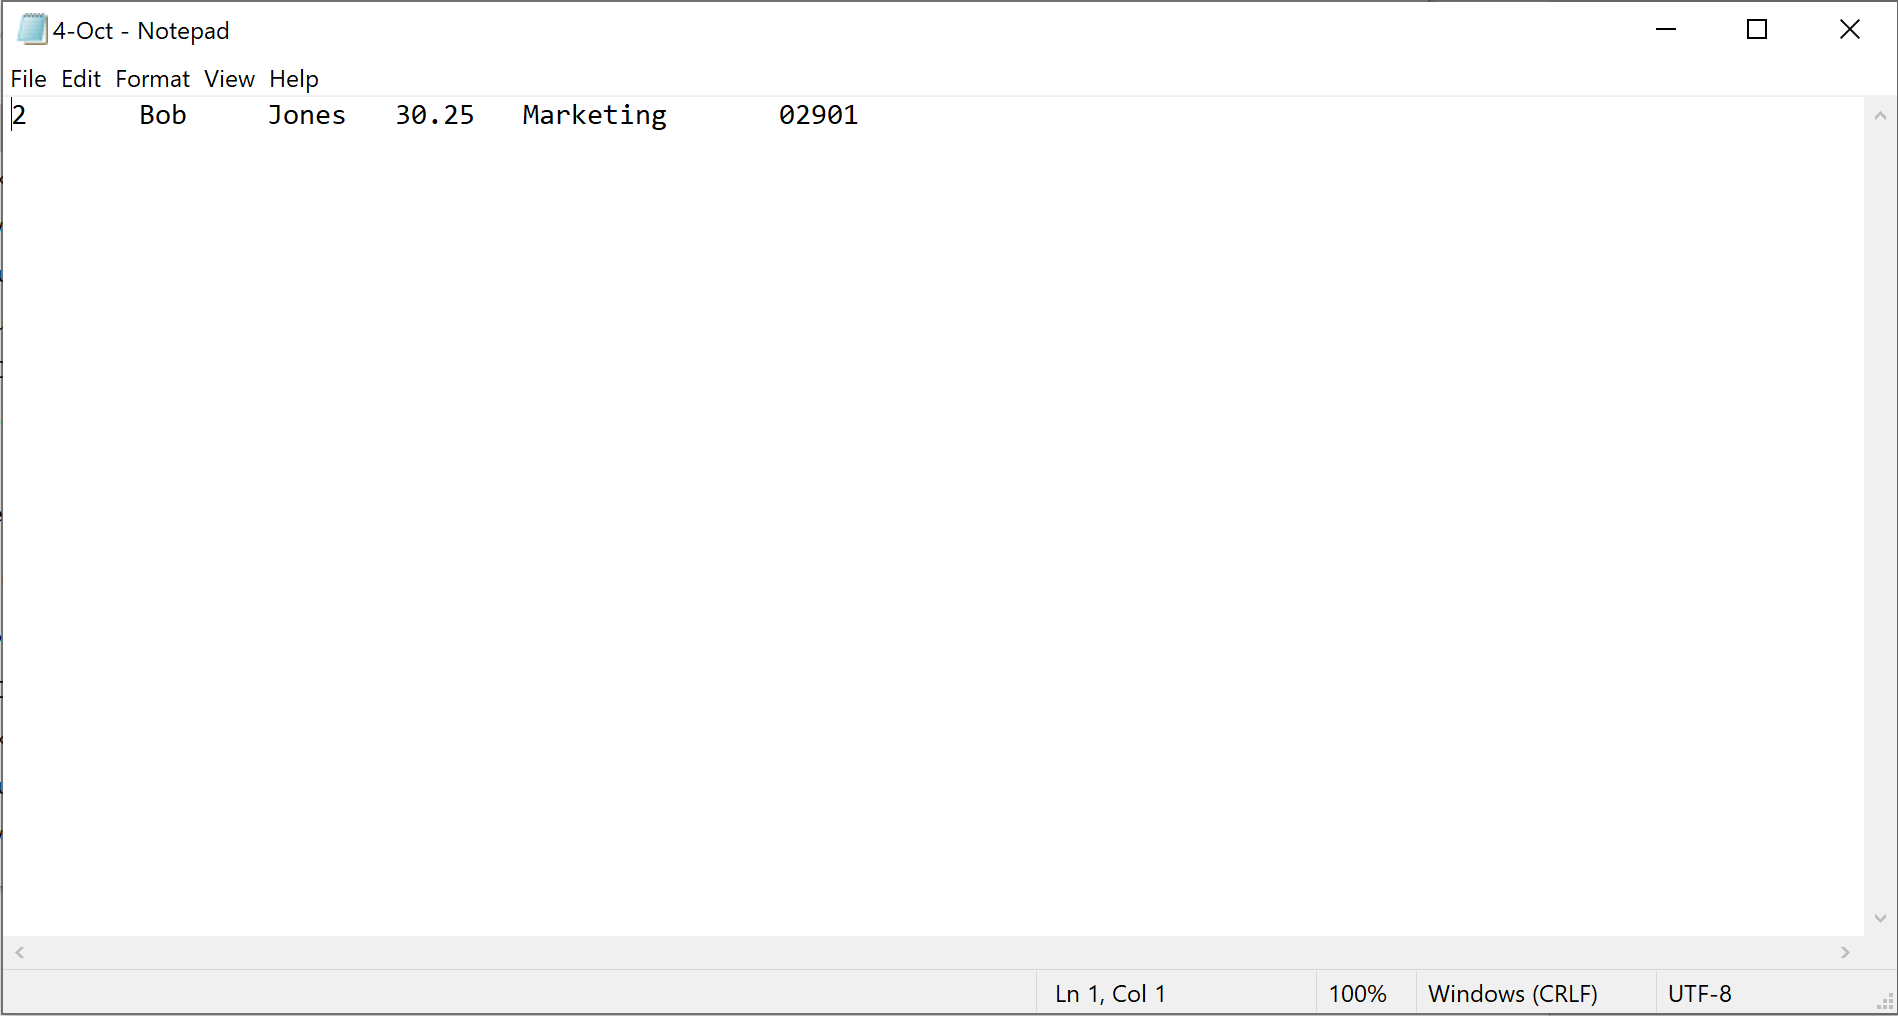 4-Oct - Notepad
File Edit Format View Help
2 Bob Jones 30.25 Marketing 02901
Ln 1, Col 1 100% Windows (CRLF) UTF-8